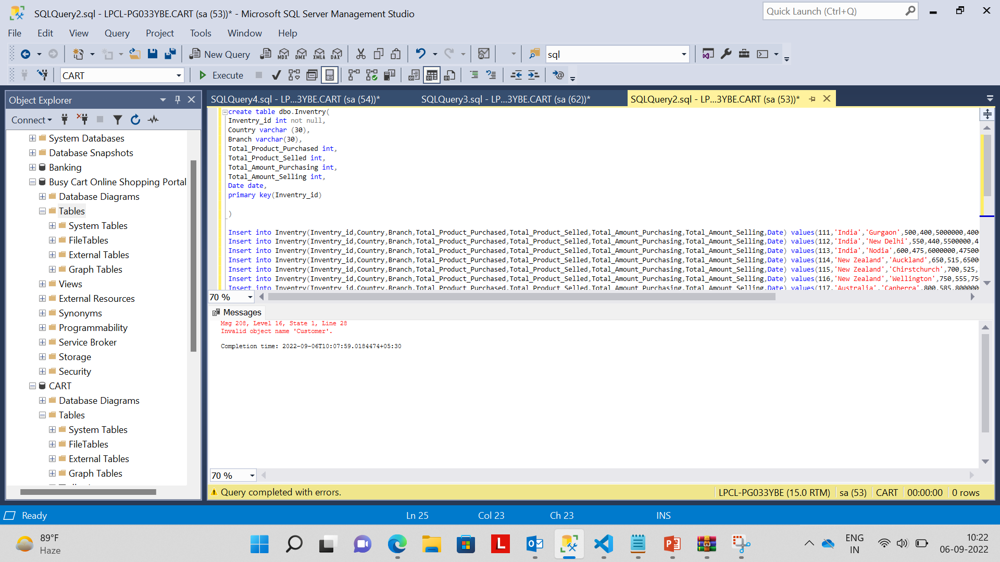 SQLQuery2.sql - LPCL-PG033YBE.CART (sa (53))* - Microsoft SQL Server Management Studio
Quick Launch (Ctrl+Q)
File Edit View Query Project Tools Window Help
New Query
MDX DMX XMLA DAX
sql
CART
Execute
Object Explorer
Connect
System Databases
Database Snapshots
Banking
Busy Cart Online Shopping Portal
Database Diagrams
Tables
System Tables
FileTables
External Tables
Graph Tables
Views
External Resources
Synonyms
Programmability
Service Broker
Storage
Security
CART
Database Diagrams
Tables
System Tables
FileTables
External Tables
Graph Tables
SQLQuery4.sql - LP...3YBE.CART (sa (54))*
SQLQuery3.sql - LP...3YBE.CART (sa (62))*
SQLQuery2.sql - LP...3YBE.CART (sa (53))*
create table dbo.Inventry(
Inventry_id int not null,
Country varchar (30),
Branch varchar(30),
Total_Product_Purchased int,
Total_Product_Selled int,
Total_Amount_Purchasing int,
Total_Amount_Selling int,
Date date,
primary key(Inventry_id)
)
Insert into Inventry(Inventry_id,Country,Branch,Total_Product_Purchased,Total_Product_Selled,Total_Amount_Purchasing,Total_Amount_Selling,Date) values(111,'India','Gurgaon',500,400,5000000,400
Insert into Inventry(Inventry_id,Country,Branch,Total_Product_Purchased,Total_Product_Selled,Total_Amount_Purchasing,Total_Amount_Selling,Date) values(112,'India','New Delhi',550,440,5500000,4
Insert into Inventry(Inventry_id,Country,Branch,Total_Product_Purchased,Total_Product_Selled,Total_Amount_Purchasing,Total_Amount_Selling,Date) values(113,'India','Nodia',600,475,6000000,47500
Insert into Inventry(Inventry_id,Country,Branch,Total_Product_Purchased,Total_Product_Selled,Total_Amount_Purchasing,Total_Amount_Selling,Date) values(114,'New Zealand','Auckland',650,515,6500
Insert into Inventry(Inventry_id,Country,Branch,Total_Product_Purchased,Total_Product_Selled,Total_Amount_Purchasing,Total_Amount_Selling,Date) values(115,'New Zealand','Chirstchurch',700,525,
Insert into Inventry(Inventry_id,Country,Branch,Total_Product_Purchased,Total_Product_Selled,Total_Amount_Purchasing,Total_Amount_Selling,Date) values(116,'New Zealand','Wellington',750,555,75
Insert into Inventry(Inventry_id,Country,Branch,Total_Product_Purchased,Total_Product_Selled,Total_Amount_Purchasing,Total_Amount_Selling,Date) values(117,'Australia','Canberra',800,585,800000
70 %
Messages
Msg 208, Level 16, State 1, Line 28
Invalid object name 'Customer'.
Completion time: 2022-09-06T10:07:59.0184474+05:30
70 %
Query completed with errors.
LPCL-PG033YBE (15.0 RTM) sa (53) CART 00:00:00 0 rows
Ready Ln 25 Col 23 Ch 23 INS
89°F
Haze
L
ENG
IN
10:22
06-09-2022